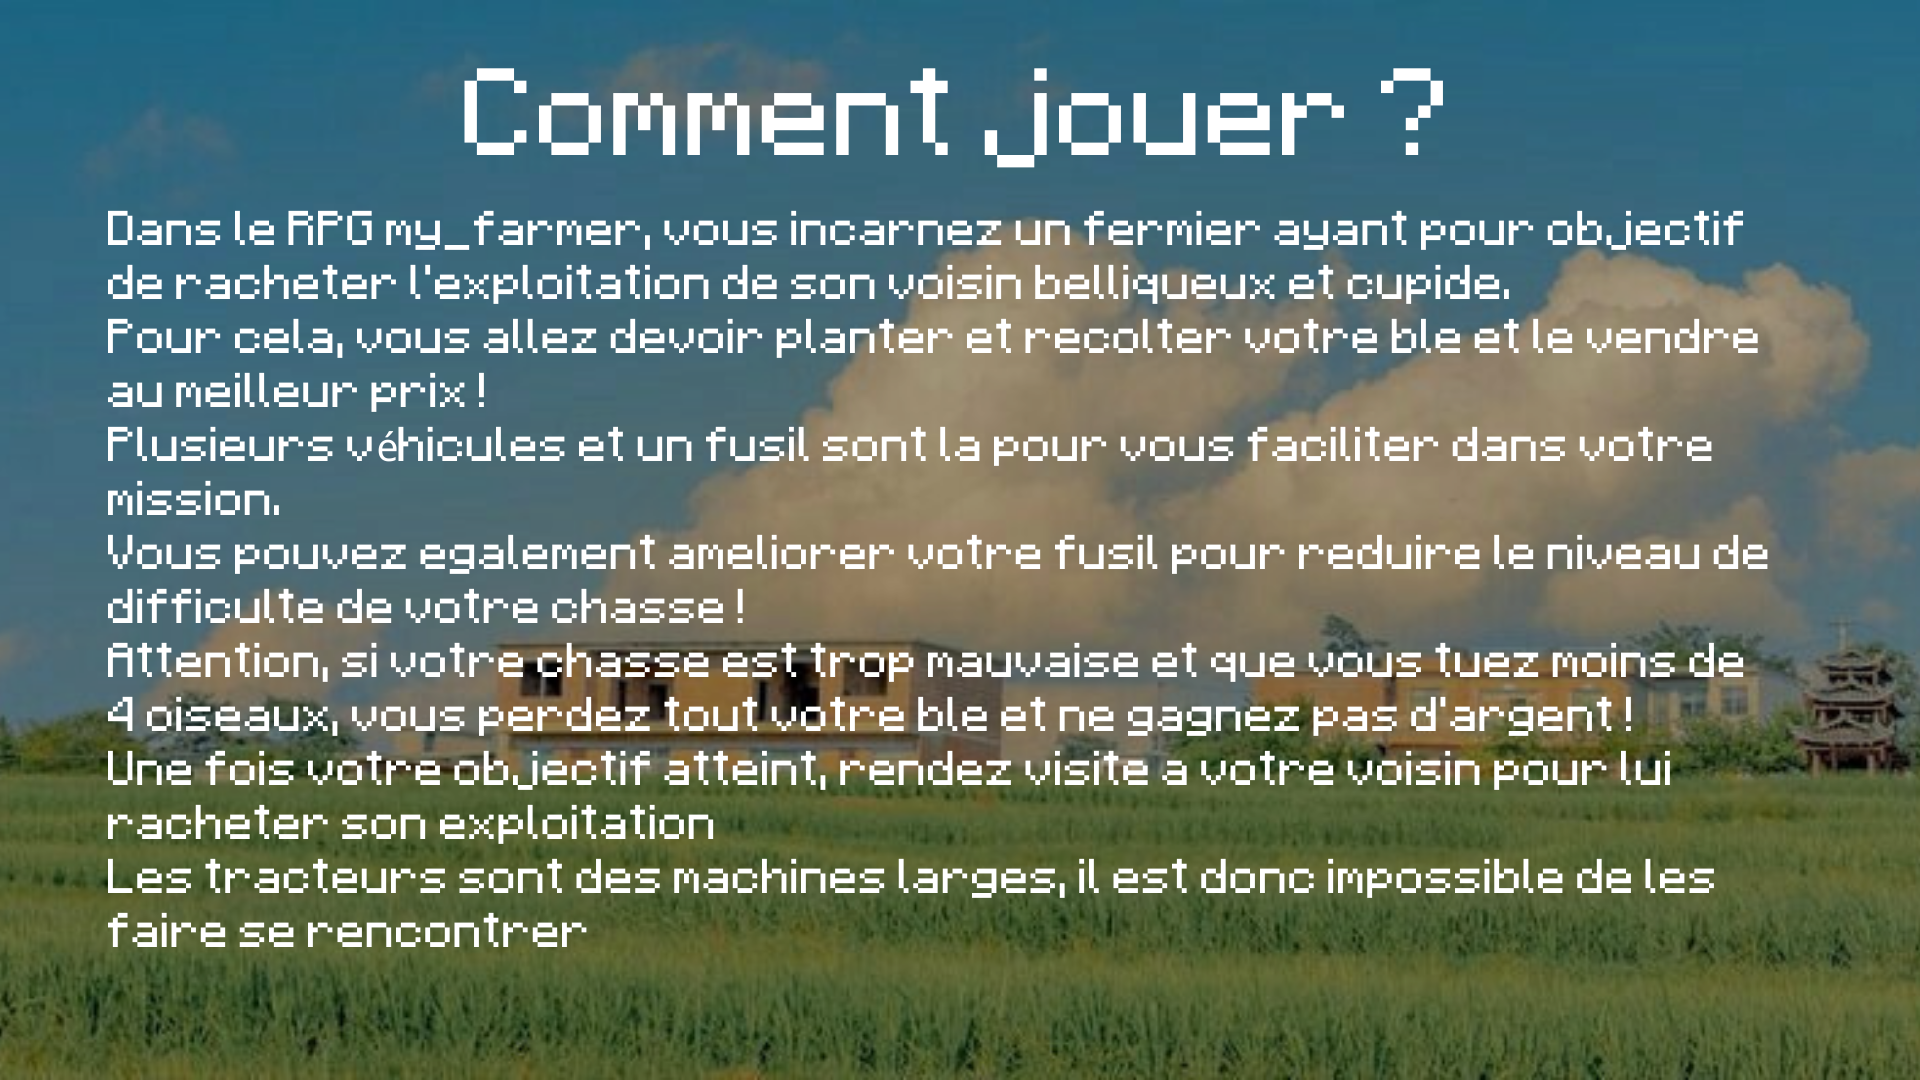 Comment jouer ?
Dans le RPG my_farmer, vous incarnez un fermier ayant pour objectif
de racheter l'exploitation de son voisin belliqueux et cupide.
Pour cela, vous allez devoir planter et recolter votre ble et le vendre
au meilleur prix !
Plusieurs véhicules et un fusil sont la pour vous faciliter dans votre
mission.
Vous pouvez egalement ameliorer votre fusil pour reduire le niveau de
difficulte de votre chasse !
Attention, si votre chasse est trop mauvaise et que vous tuez moins de
4 oiseaux, vous perdez tout votre ble et ne gagnez pas d'argent !
Une fois votre objectif atteint, rendez visite a votre voisin pour lui
racheter son exploitation
Les tracteurs sont des machines larges, il est donc impossible de les
faire se rencontrer